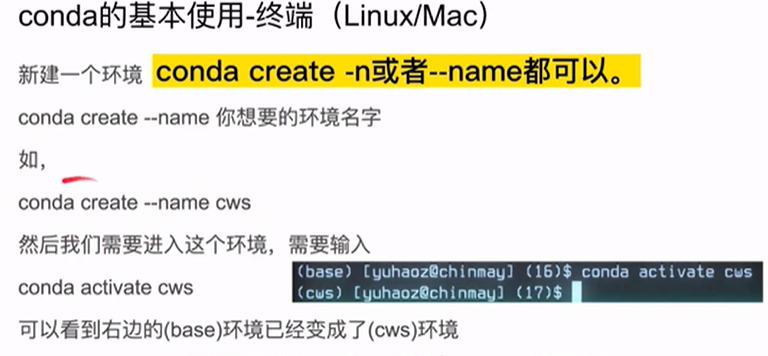 conda的基本使用-终端（Linux/Mac）
新建一个环境 conda create -n或者--name都可以。
conda create --name 你想要的环境名字
如，
conda create --name cws
然后我们需要进入这个环境，需要输入
(base) [yuhaoz@chinmay] (16)$ conda activate cws
conda activate cws
(cws) [yuhaoz@chinmay] (17)$
可以看到右边的(base)环境已经变成了(cws)环境